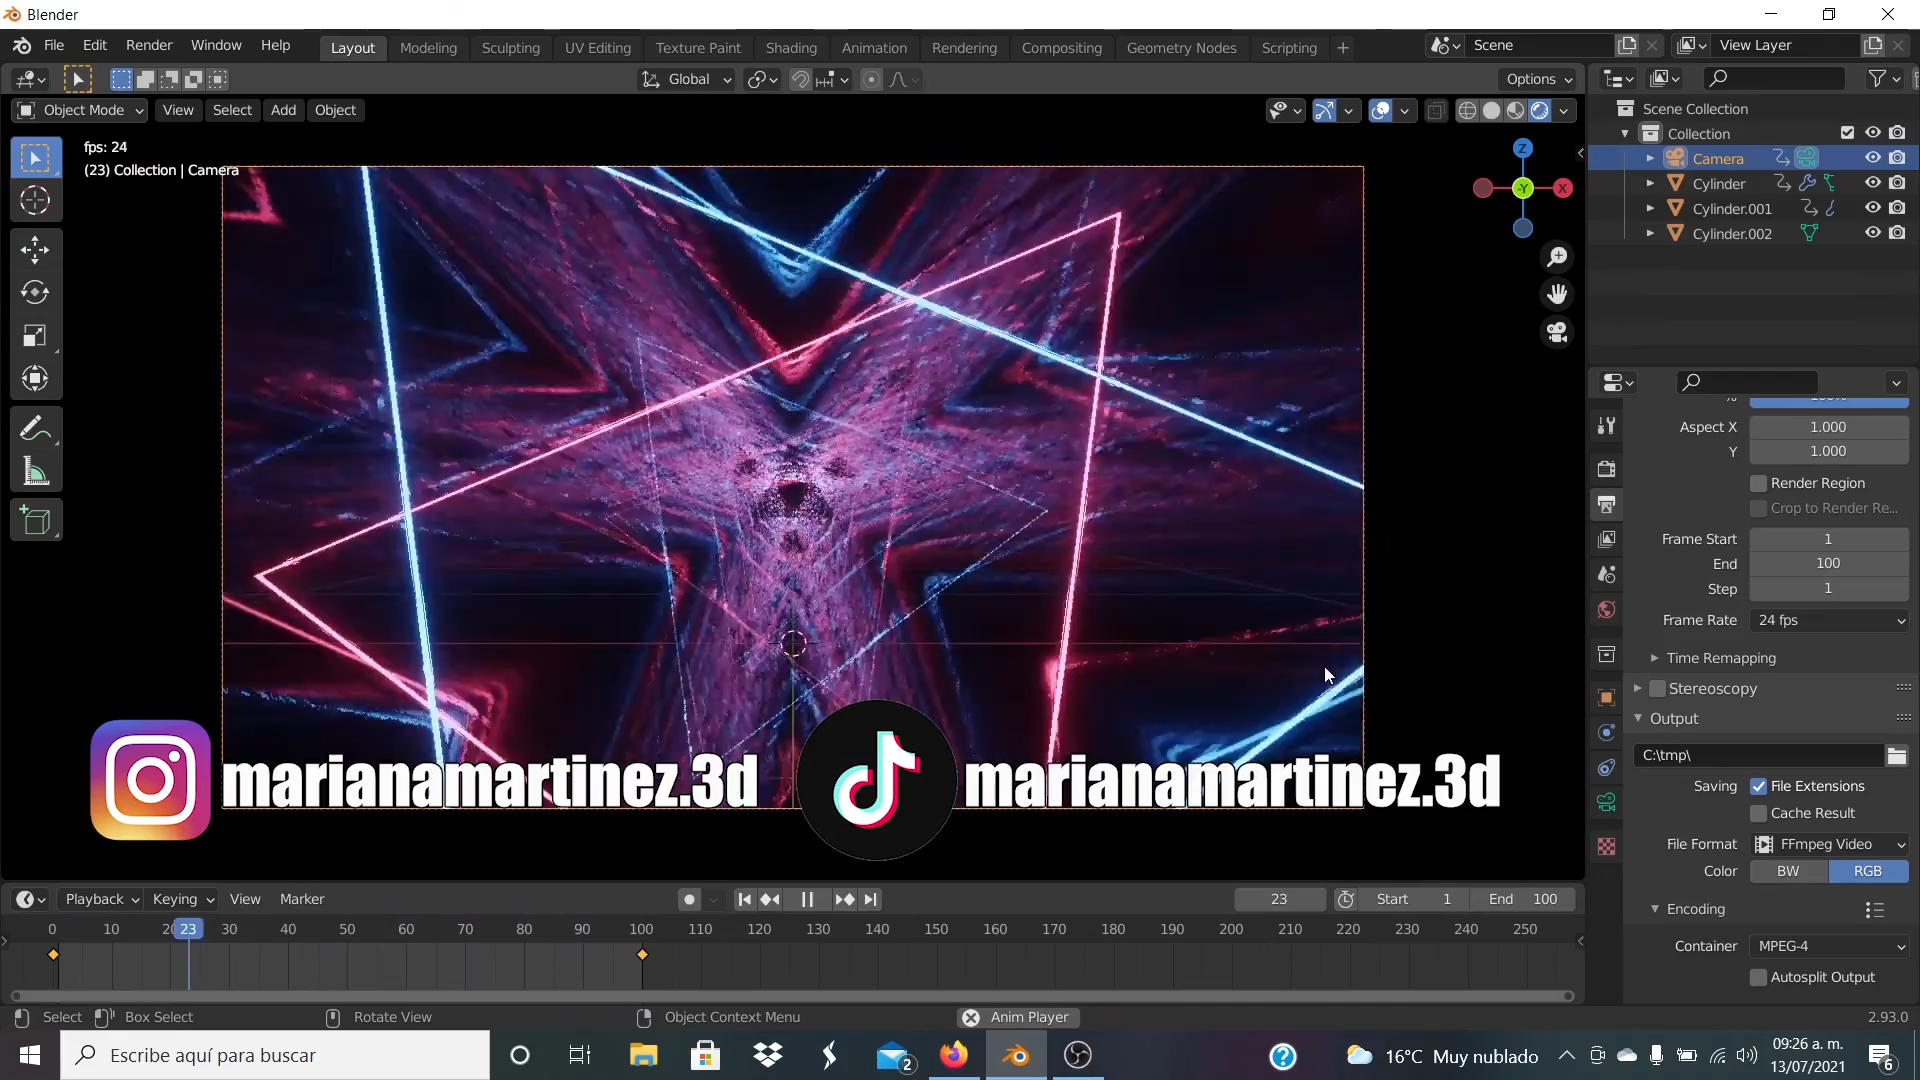 Blender
File Edit Render Window Help Layout Modeling Sculpting UV Editing Texture Paint Shading Animation Rendering Compositing Geometry Nodes Scripting + Scene View Layer
Global Options
Object Mode View Select Add Object
fps: 24
(23) Collection | Camera
Z
-Y X
Scene Collection
Collection
Camera
Cylinder
Cylinder.001
Cylinder.002
Aspect X 1.000
Y 1.000
Render Region
Crop to Render Re...
Frame Start 1
End 100
Step 1
Frame Rate 24 fps
Time Remapping
Stereoscopy
Output
C:\tmp\
Saving File Extensions
Cache Result
File Format FFmpeg Video
Color BW RGB
Encoding
Container MPEG-4
Autosplit Output
marianamartinez.3d marianamartinez.3d
Playback Keying View Marker 23 Start 1 End 100
0 10 20 23 30 40 50 60 70 80 90 100 110 120 130 140 150 160 170 180 190 200 210 220 230 240 250
Select Box Select Rotate View Object Context Menu Anim Player 2.93.0
Escribe aquí para buscar 2 16°C Muy nublado 09:26 a. m.
13/07/2021 6